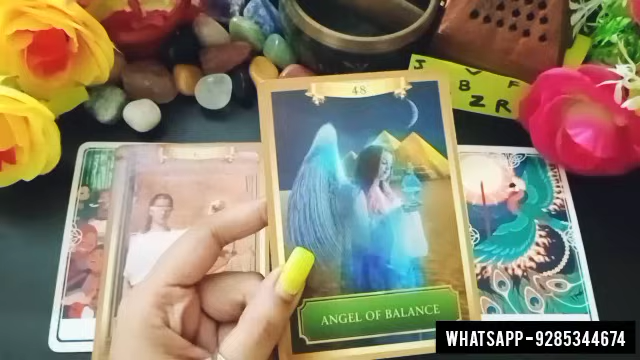 48
J V F
B
Z R
ANGEL OF BALANCE
WHATSAPP-9285344674